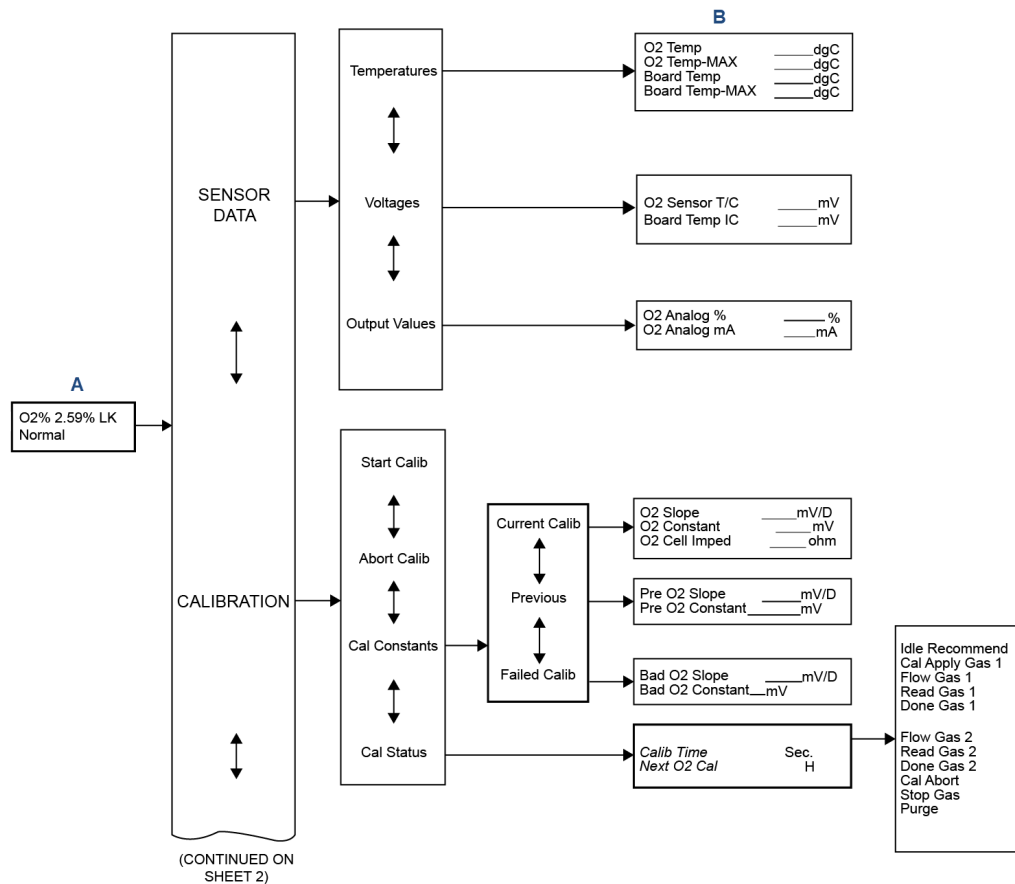 A
O2% 2.59% LK
Normal
SENSOR
DATA
CALIBRATION
(CONTINUED ON
SHEET 2)
Temperatures
Voltages
Output Values
B
O2 Temp _____dgC
O2 Temp-MAX _____dgC
Board Temp _____dgC
Board Temp-MAX _____dgC
O2 Sensor T/C _____mV
Board Temp IC _____mV
O2 Analog % _____%
O2 Analog mA ____mA
Start Calib
Abort Calib
Cal Constants
Cal Status
Current Calib
Previous
Failed Calib
O2 Slope _____mV/D
O2 Constant _____mV
O2 Cell Imped _____ohm
Pre O2 Slope _____mV/D
Pre O2 Constant_______mV
Bad O2 Slope _____mV/D
Bad O2 Constant__mV
Calib Time Sec.
Next O2 Cal H
Idle Recommend
Cal Apply Gas 1
Flow Gas 1
Read Gas 1
Done Gas 1
Flow Gas 2
Read Gas 2
Done Gas 2
Cal Abort
Stop Gas
Purge